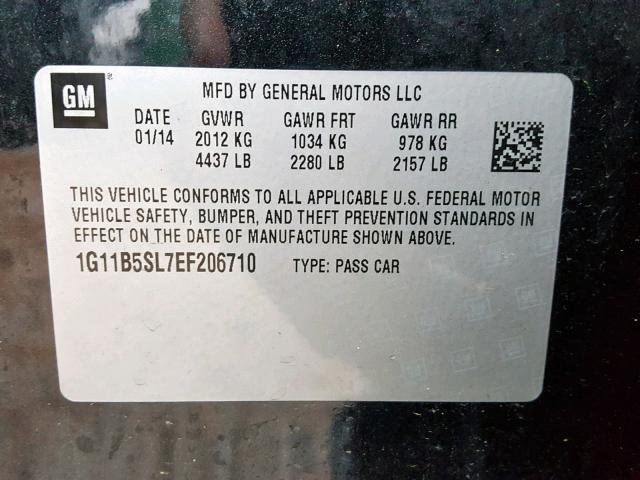 GM ®
MFD BY GENERAL MOTORS LLC
DATE GVWR GAWR FRT GAWR RR
01/14 2012 KG 1034 KG 978 KG
4437 LB 2280 LB 2157 LB
THIS VEHICLE CONFORMS TO ALL APPLICABLE U.S. FEDERAL MOTOR
VEHICLE SAFETY, BUMPER, AND THEFT PREVENTION STANDARDS IN
EFFECT ON THE DATE OF MANUFACTURE SHOWN ABOVE.
1G11B5SL7EF206710 TYPE: PASS CAR